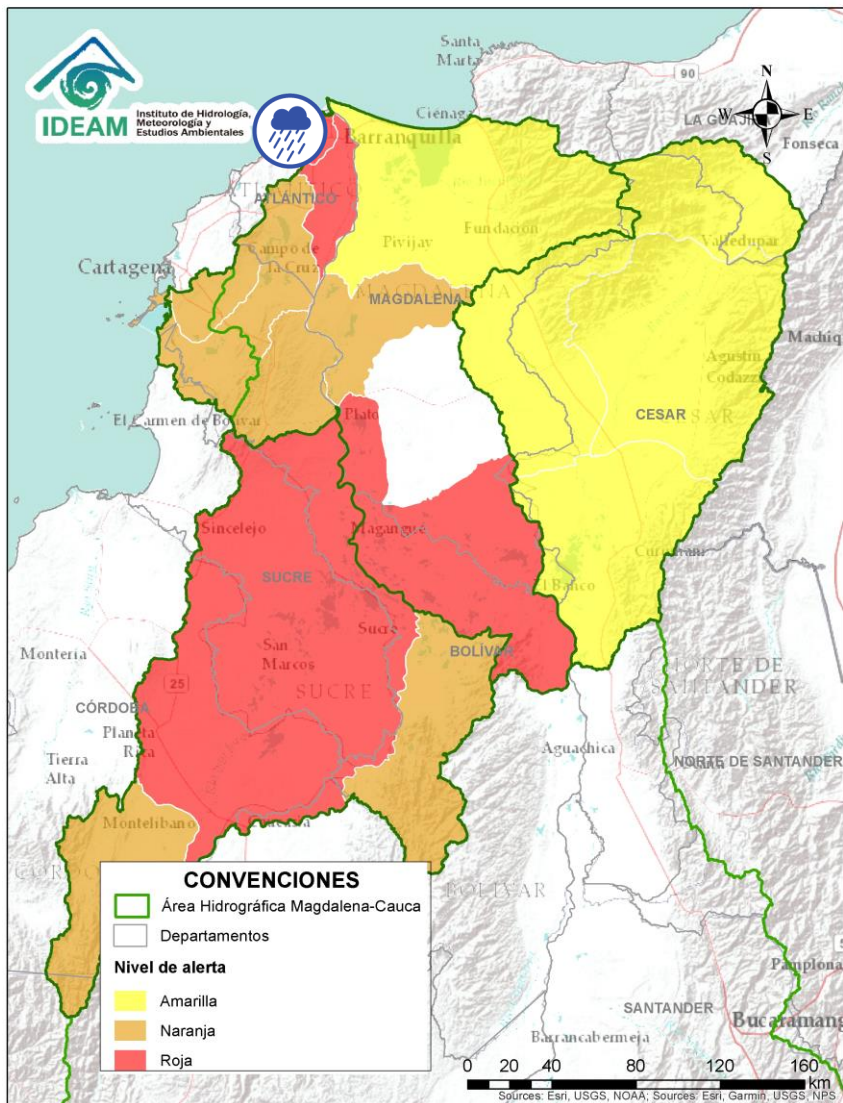 IDEAM
Instituto de Hidrología,
Meteorología y
Estudios Ambientales
Santa
Marta
90
N
W
E
S
LA GUAJI
Ciénaga
Barranquilla
Fonseca
ATLÁNTICO
Campo de
la Cruz
Pivijay
Fundación
Valledupar
Cartagena
MAGDALENA
Machiq
Agustín
Codazzi
El Carmen de Bolívar
Plato
CESAR
Sincelejo
Magangué
SUCRE
El Banco
Sucre
San
Marcos
SUCRE
BOLÍVAR
Montería
25
CÓRDOBA
NORTE DE
SANTANDER
Planeta
Rica
Tierra
Alta
Aguachica
NORTE DE SANTANDER
Montelíbano
BOLÍVAR
CONVENCIONES
Área Hidrográfica Magdalena-Cauca
Departamentos
Nivel de alerta
Amarilla
Naranja
Roja
Pamplona
SANTANDER
Bucaramang
Barrancabermeja
0 20 40 80 120 160
km
Sources: Esri, USGS, NOAA; Sources: Esri, Garmin, USGS, NPS